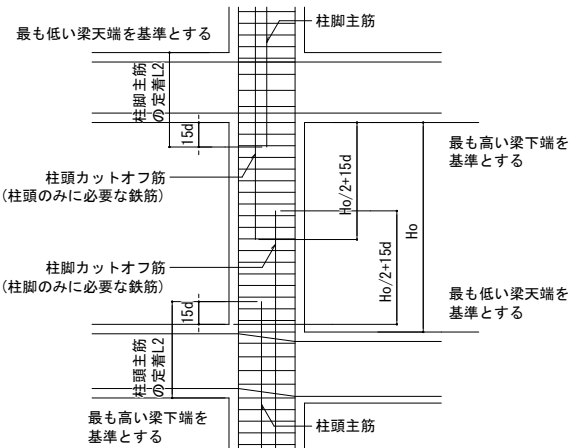 柱脚主筋
最も低い梁天端を基準とする
柱脚主筋
の定着L2
15d
最も高い梁下端を
基準とする
柱頭カットオフ筋
(柱頭のみに必要な鉄筋)
Ho/2+15d
Ho
柱脚カットオフ筋
(柱脚のみに必要な鉄筋)
Ho/2+15d
最も低い梁天端を
基準とする
15d
柱頭主筋
の定着L2
最も高い梁下端を
基準とする
柱頭主筋